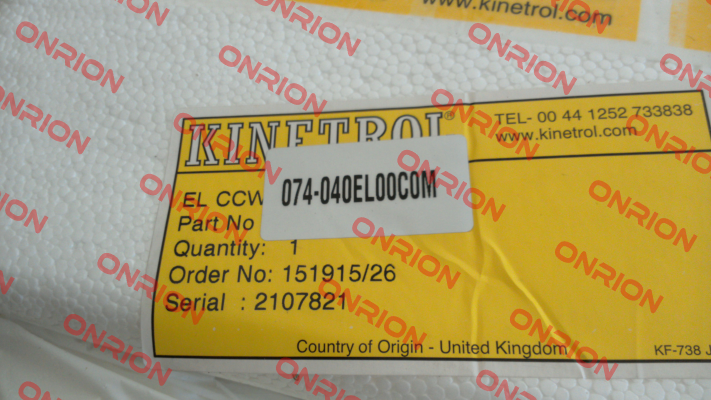 www.kinetrol.com
KINETROL®
TEL- 00 44 1252 733838
www.kinetrol.com
074-040EL00C0M
EL CCW
Part No
Quantity: 1
Order No: 151915/26
Serial : 2107821
Country of Origin - United Kingdom
KF-738
ONRION